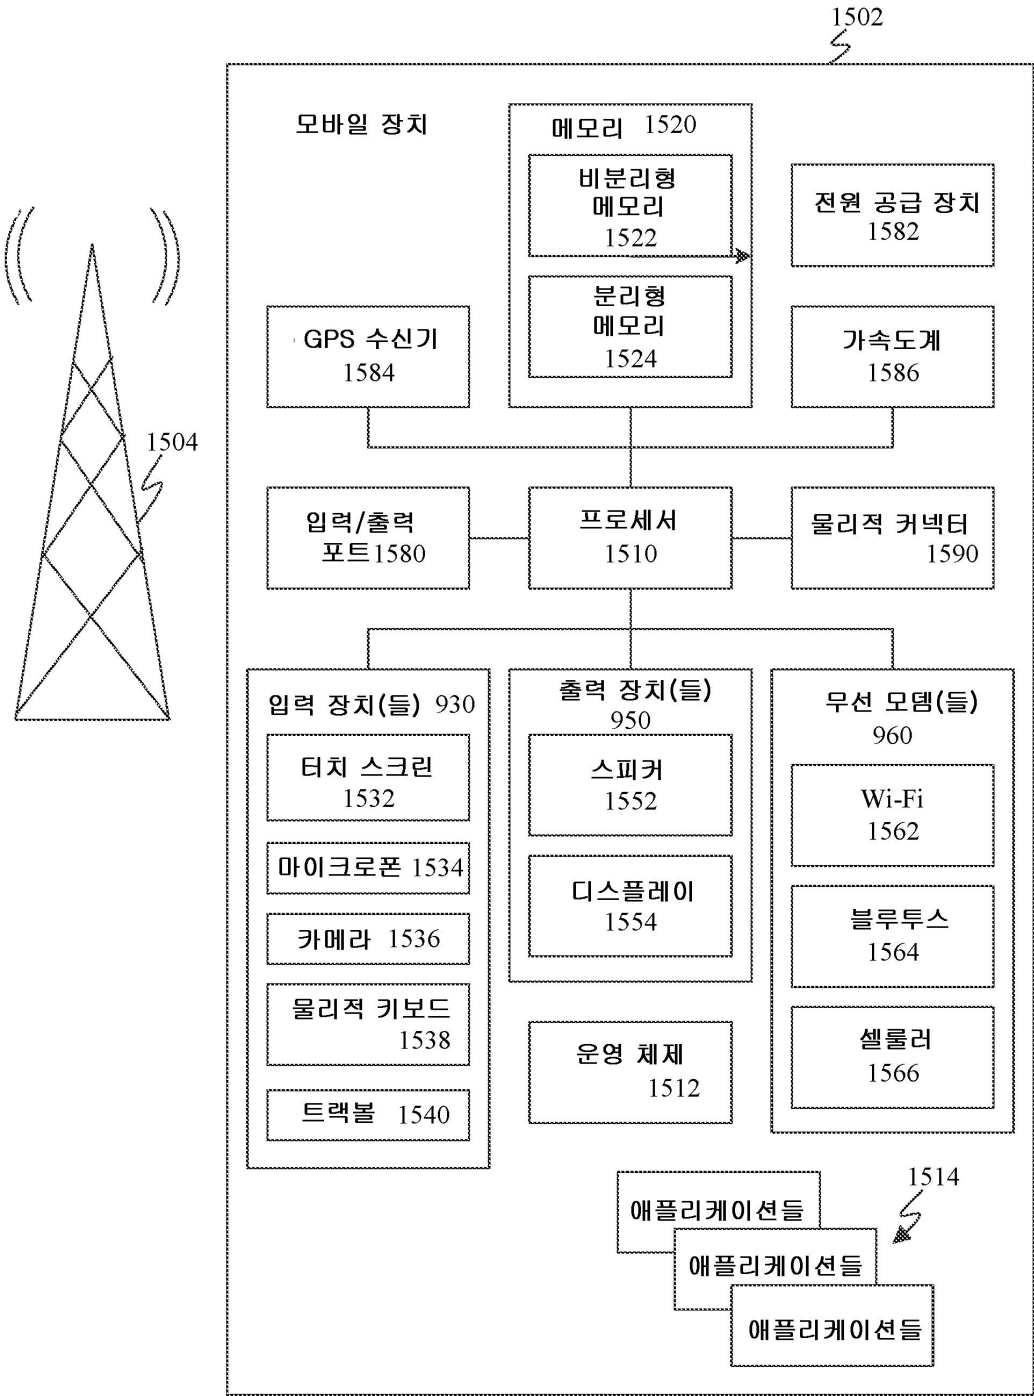 1502
모바일 장치
메모리 1520
비분리형
메모리
1522
전원 공급 장치
1582
분리형
메모리
1524
GPS 수신기
1584
가속도계
1586
1504
입력/출력
포트1580
프로세서
1510
물리적 커넥터
1590
입력 장치(들) 930
터치 스크린
1532
마이크로폰 1534
카메라 1536
물리적 키보드
1538
트랙볼 1540
출력 장치(들)
950
스피커
1552
디스플레이
1554
무선 모뎀(들)
960
Wi-Fi
1562
블루투스
1564
셀룰러
1566
운영 체제
1512
1514
애플리케이션들
애플리케이션들
애플리케이션들